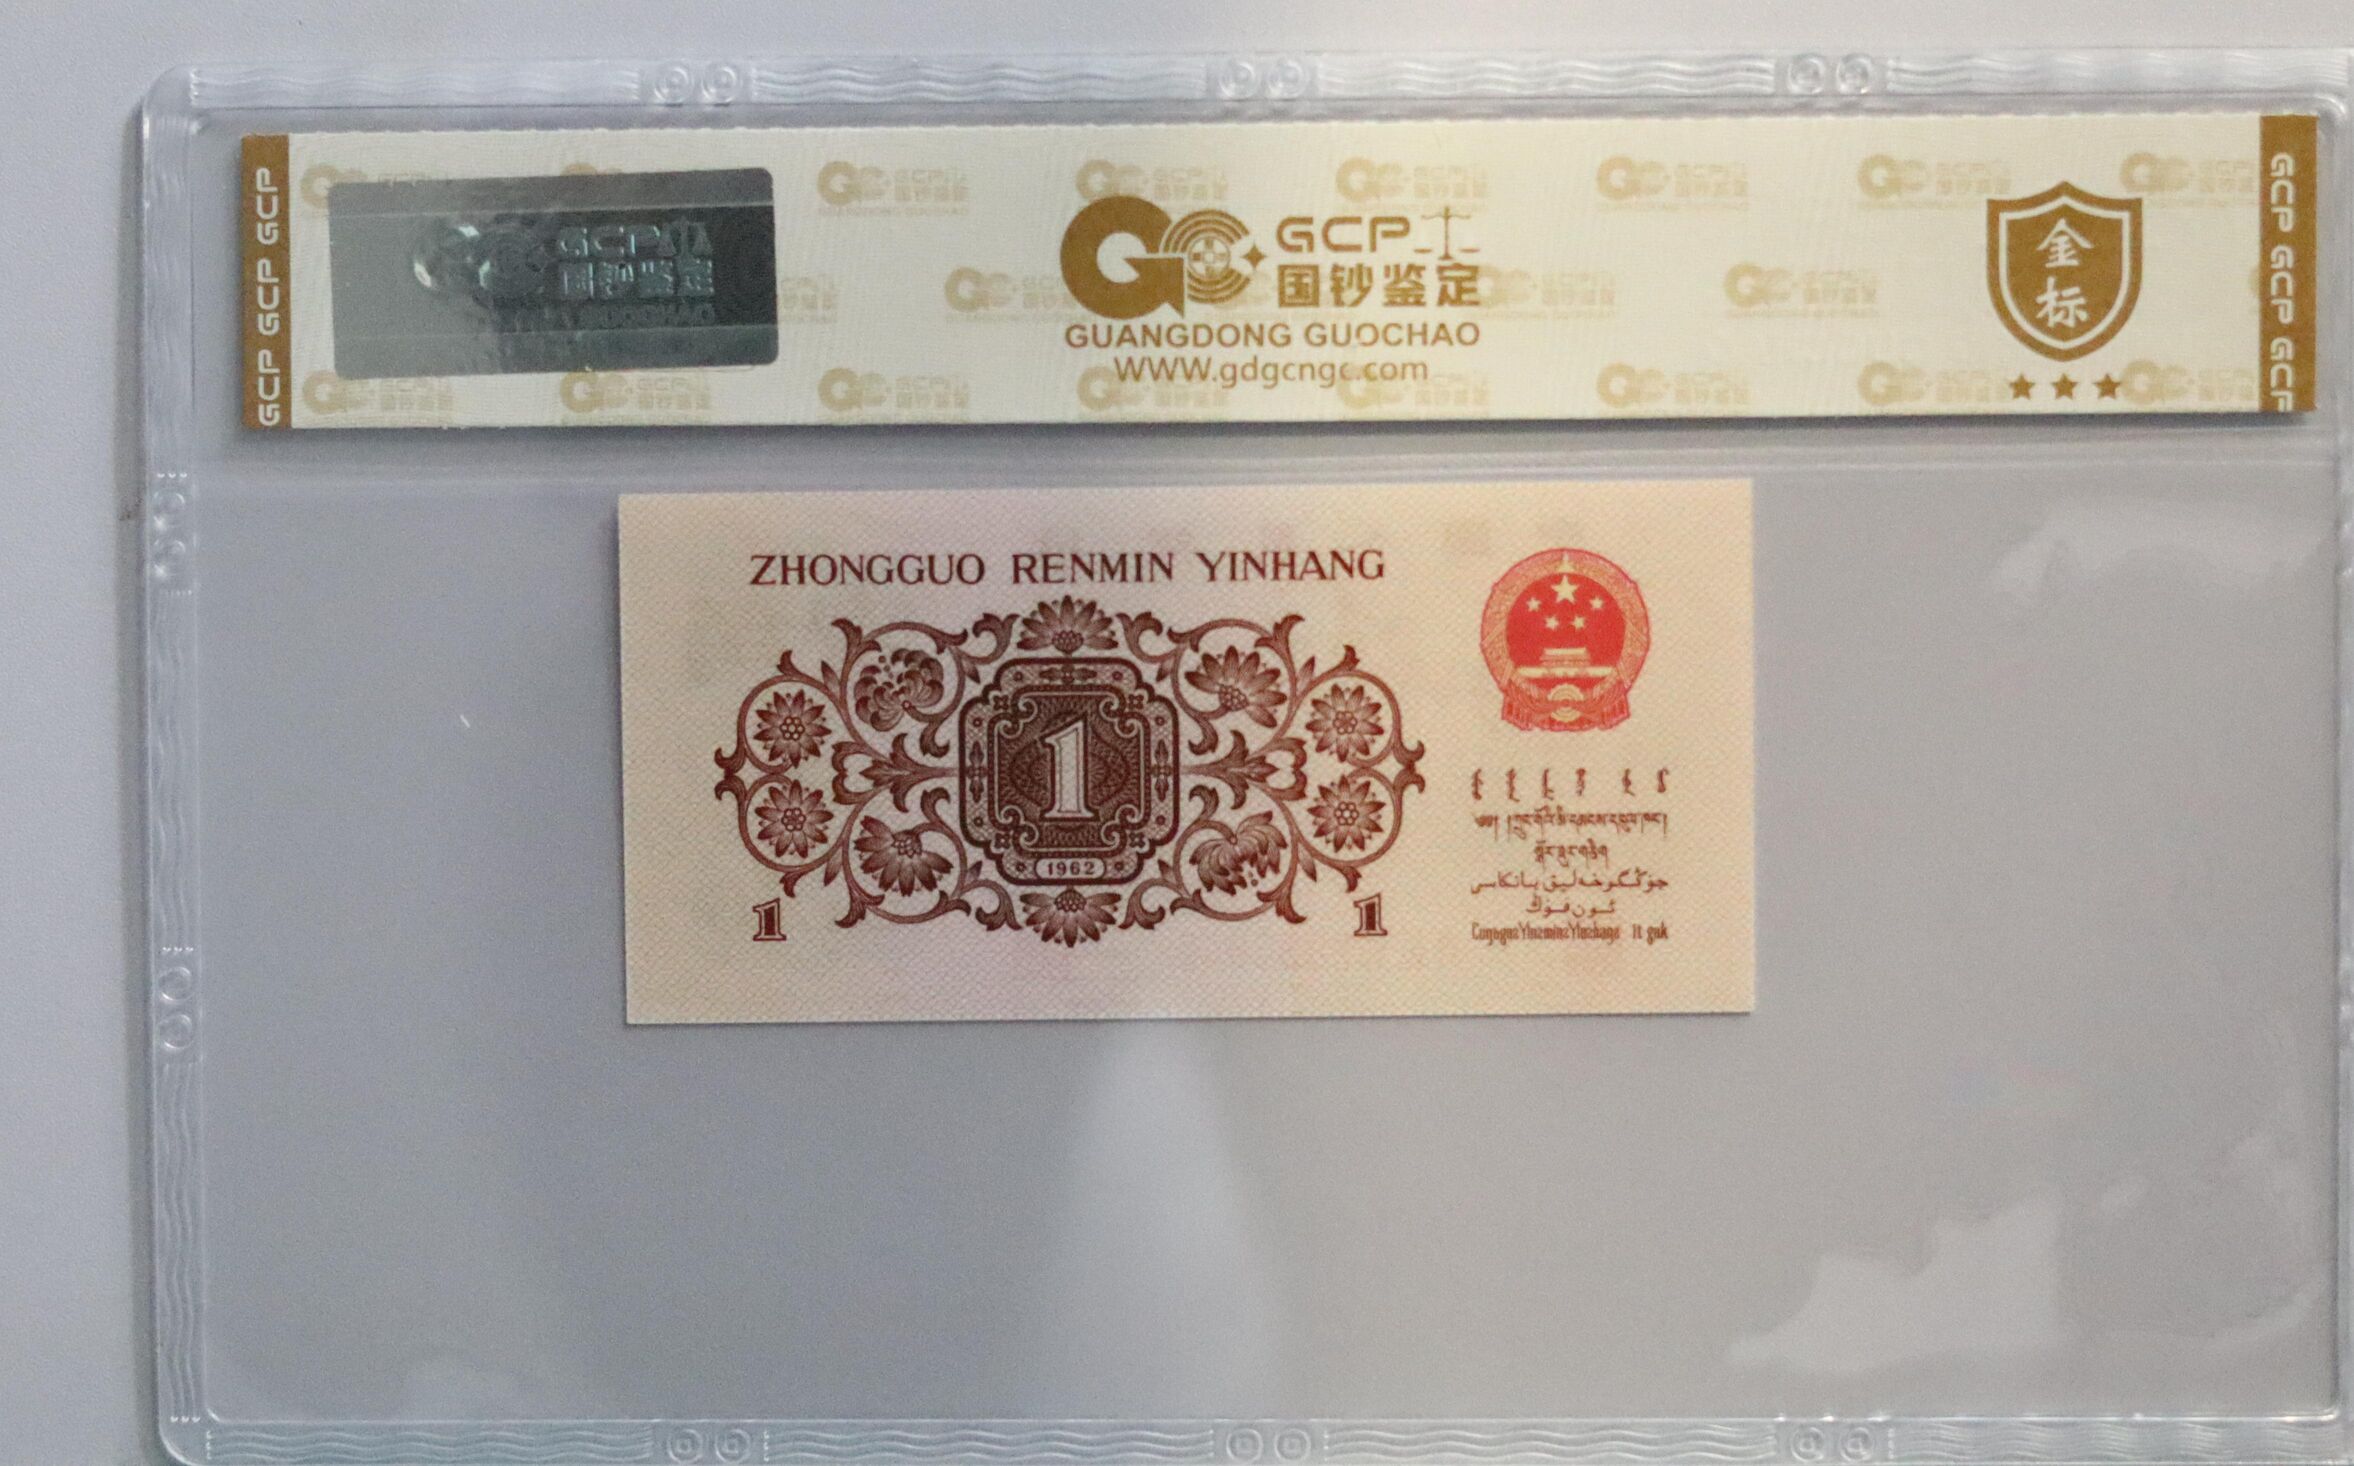 GCP GCP GCP
GCP
国钞鉴定
GCP
国钞鉴定
GUANGDONG GUOCHAO
WWW.gdgcngc.com
金
标
GCP GCP GCP
ZHONGGUO RENMIN YINHANG
1
1962
1
1